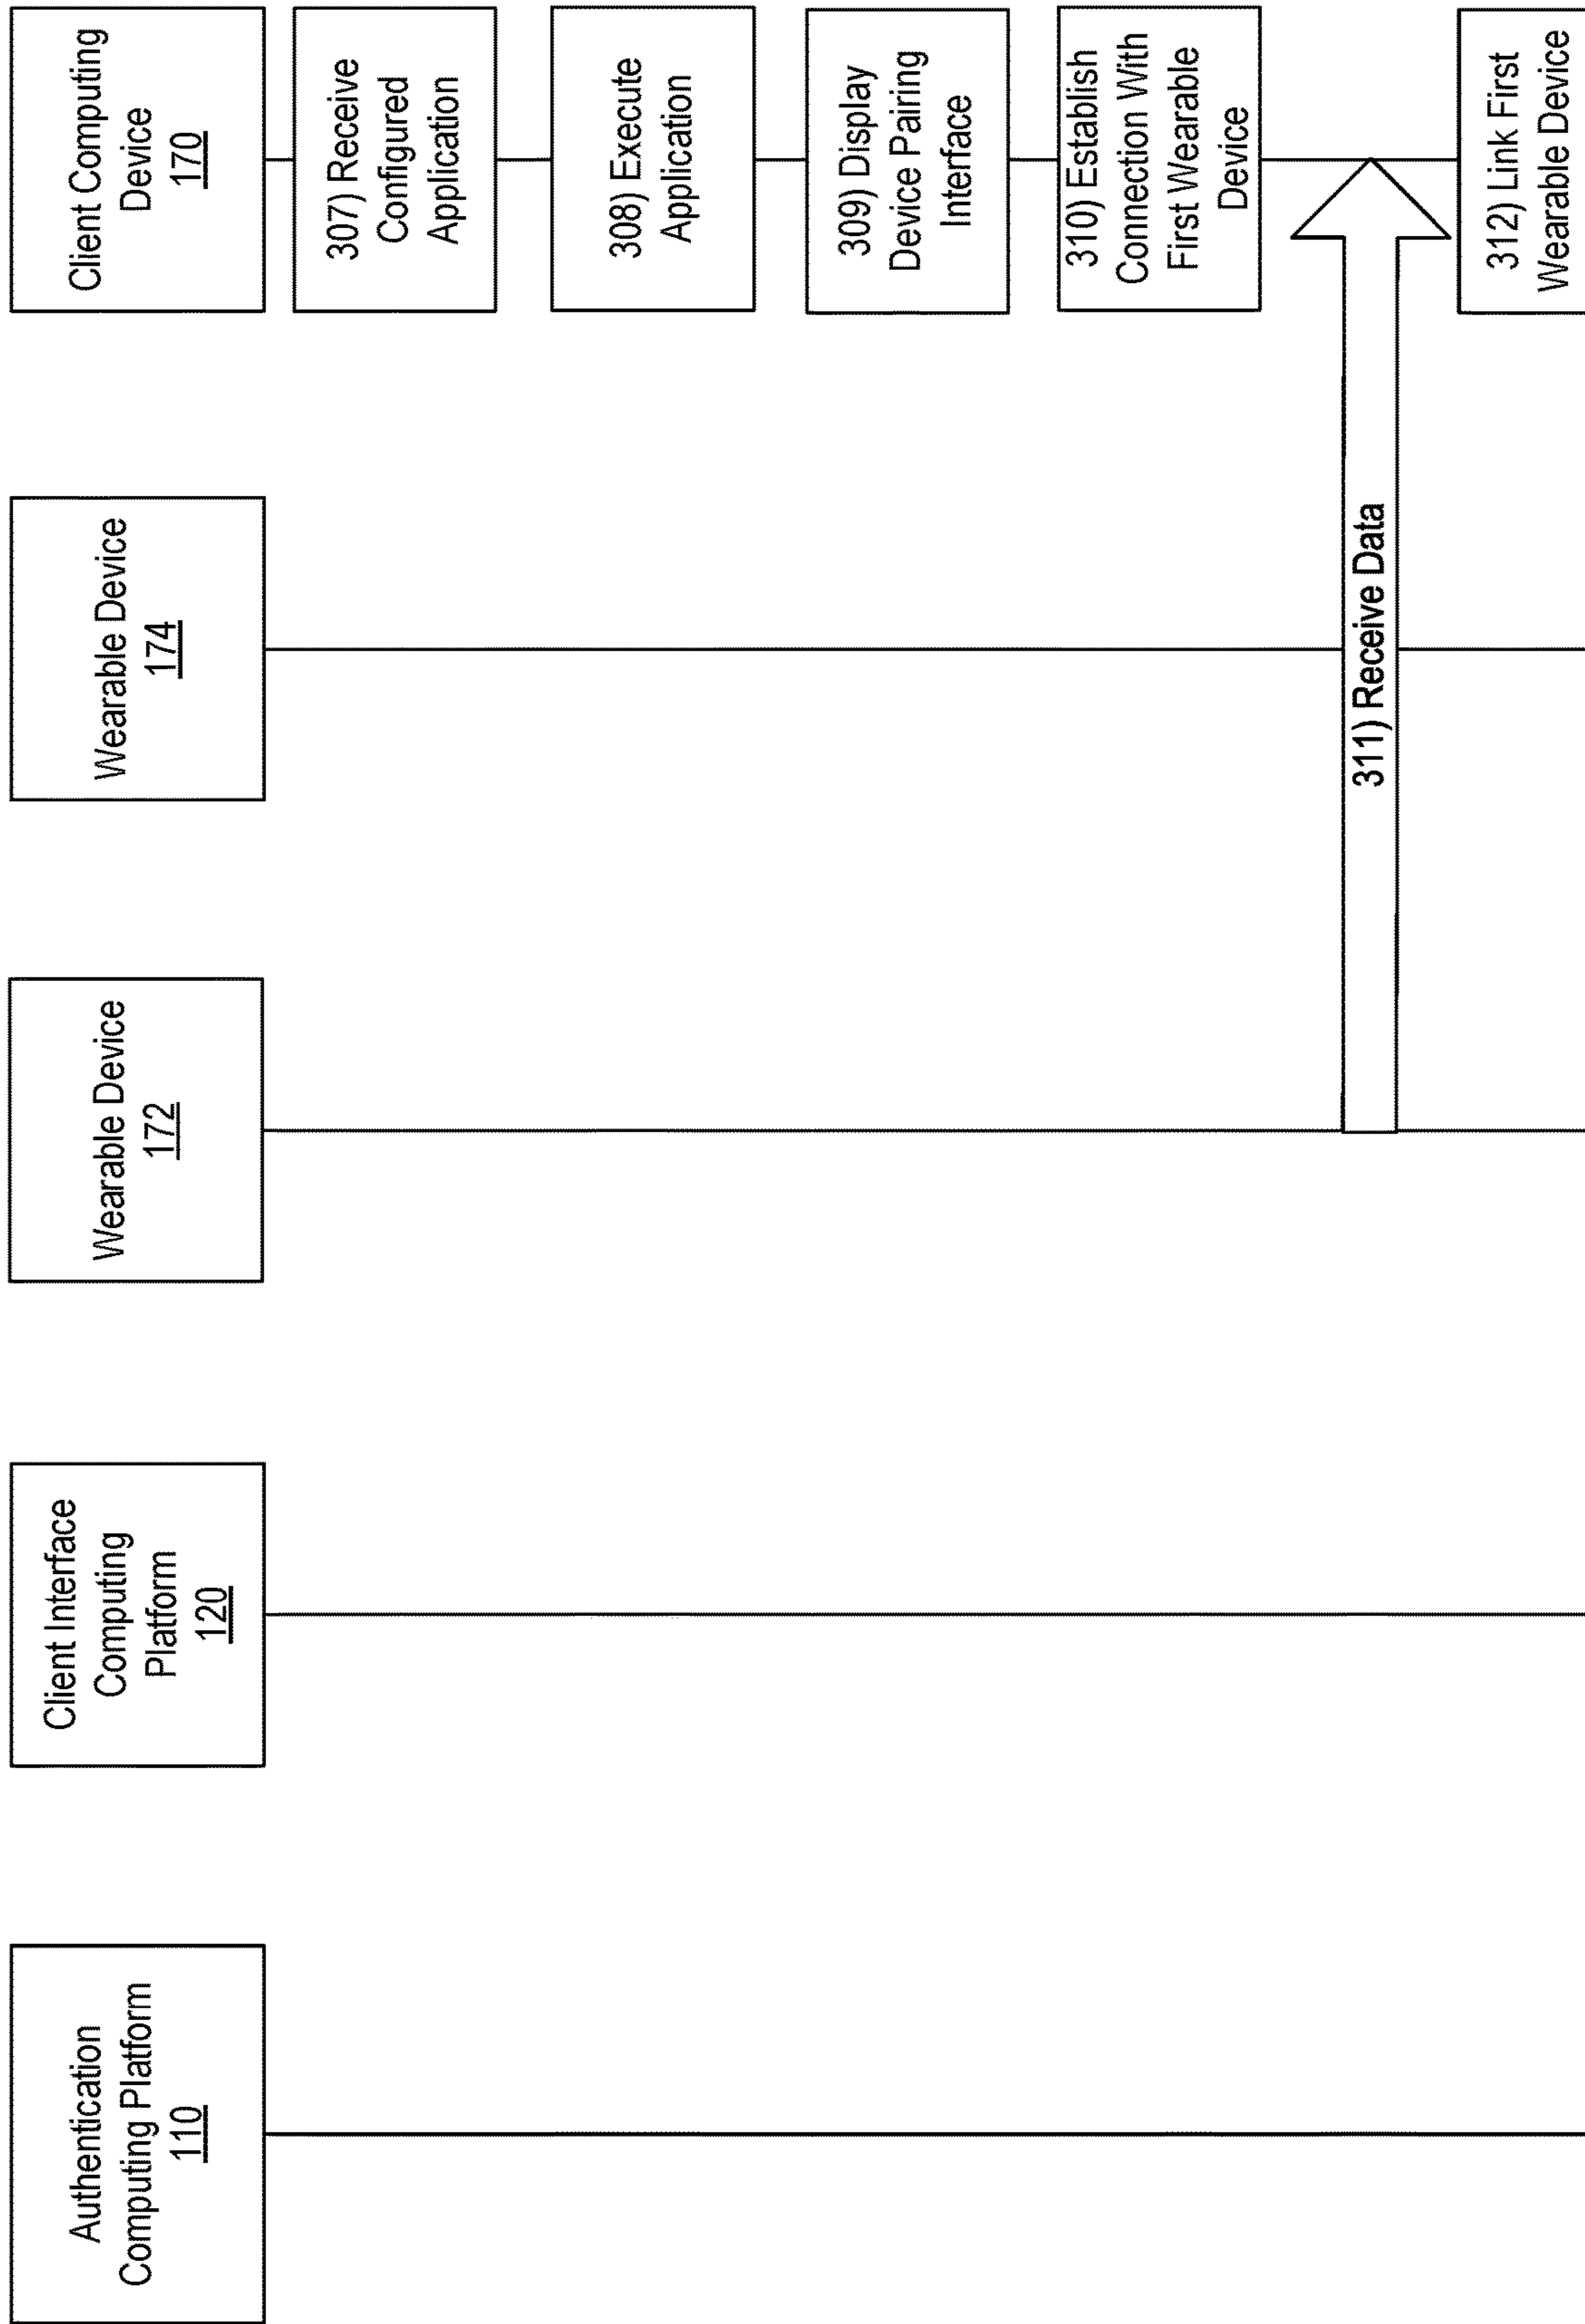 Authentication
Computing Platform
110
Client Interface
Computing
Platform
120
Wearable Device
172
Wearable Device
174
Client Computing
Device
170
307) Receive
Configured
Application
308) Execute
Application
309) Display
Device Pairing
Interface
310) Establish
Connection With
First Wearable
Device
311) Receive Data
312) Link First
Wearable Device